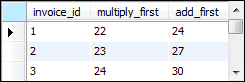 invoice_id multiply_first add_first
1 22 24
2 23 27
3 24 30